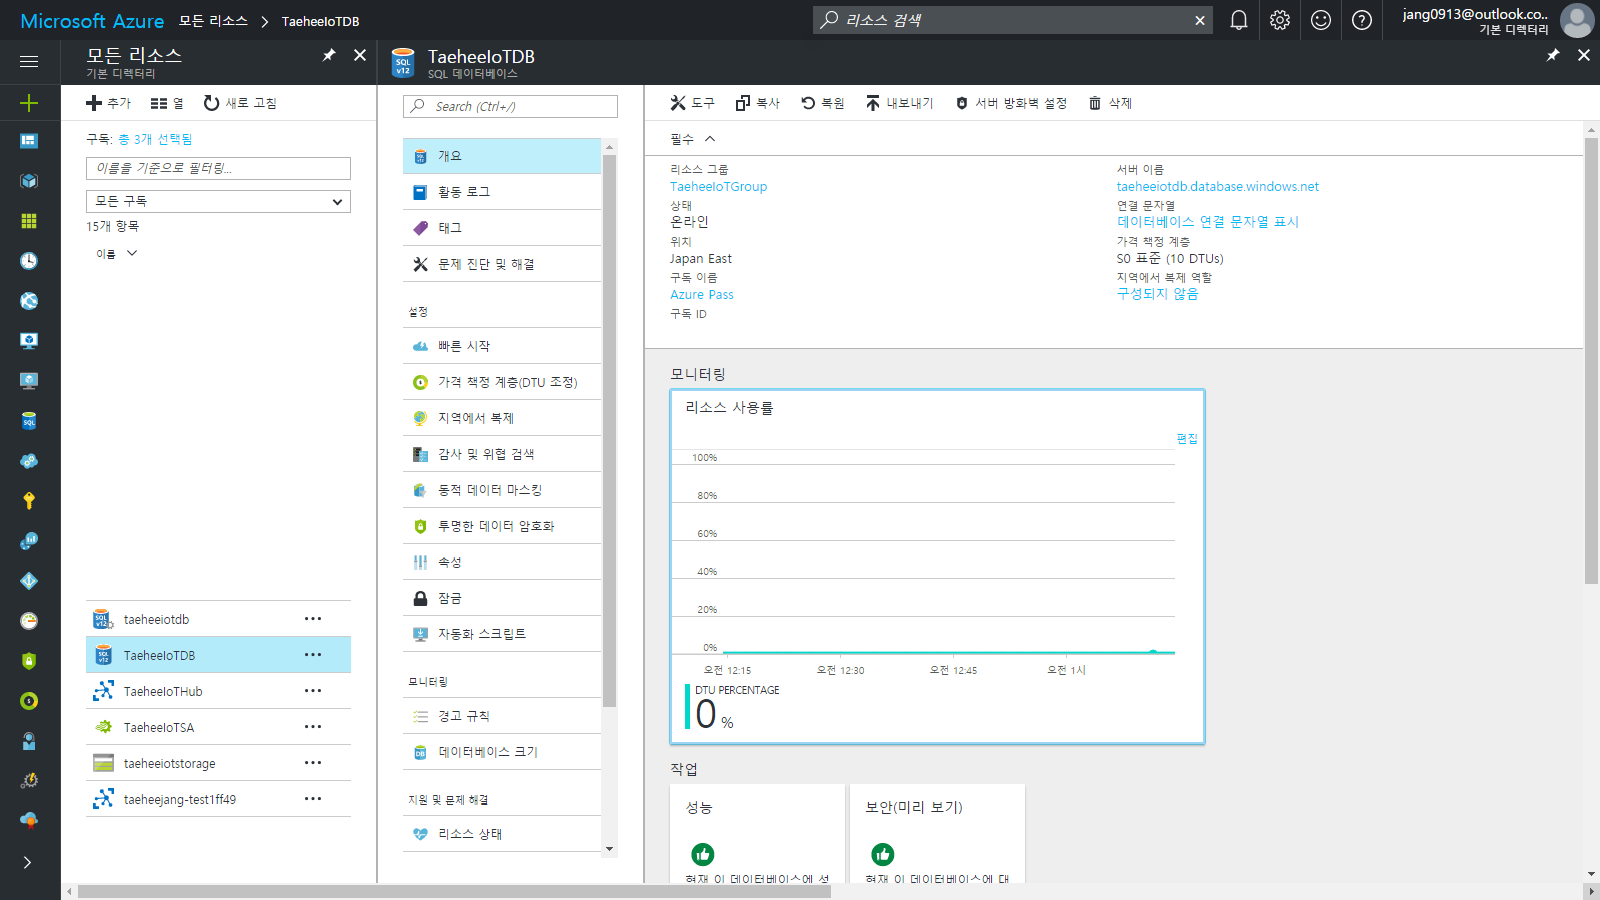 Microsoft Azure 모든 리소스 > TaeheeIoTDB
리소스 검색
jang0913@outlook.co...
기본 디렉터리
모든 리소스
기본 디렉터리
추가 열 새로 고침
구독: 총 3개 선택됨
이름을 기준으로 필터링...
모든 구독
15개 항목
이름
taeheeiotdb
TaeheeIoTDB
TaeheeIoTHub
TaeheeIoTSA
taeheeiotstorage
taeheejang-test1ff49
TaeheeIoTDB
SQL 데이터베이스
Search (Ctrl+/)
개요
활동 로그
태그
문제 진단 및 해결
설정
빠른 시작
가격 책정 계층(DTU 조정)
지역에서 복제
감사 및 위협 검색
동적 데이터 마스킹
투명한 데이터 암호화
속성
잠금
자동화 스크립트
모니터링
경고 규칙
데이터베이스 크기
지원 및 문제 해결
리소스 상태
도구 복사 복원 내보내기 서버 방화벽 설정 삭제
필수
리소스 그룹
TaeheeIoTGroup
상태
온라인
위치
Japan East
구독 이름
Azure Pass
구독 ID
서버 이름
taeheeiotdb.database.windows.net
연결 문자열
데이터베이스 연결 문자열 표시
가격 책정 계층
S0 표준 (10 DTUs)
지역에서 복제 역할
구성되지 않음
모니터링
리소스 사용률
편집
100%
80%
60%
40%
20%
0%
오전 12:15 오전 12:30 오전 12:45 오전 1시
DTU PERCENTAGE
0 %
작업
성능
현재 이 데이터베이스에 성
보안(미리 보기)
현재 이 데이터베이스에 대